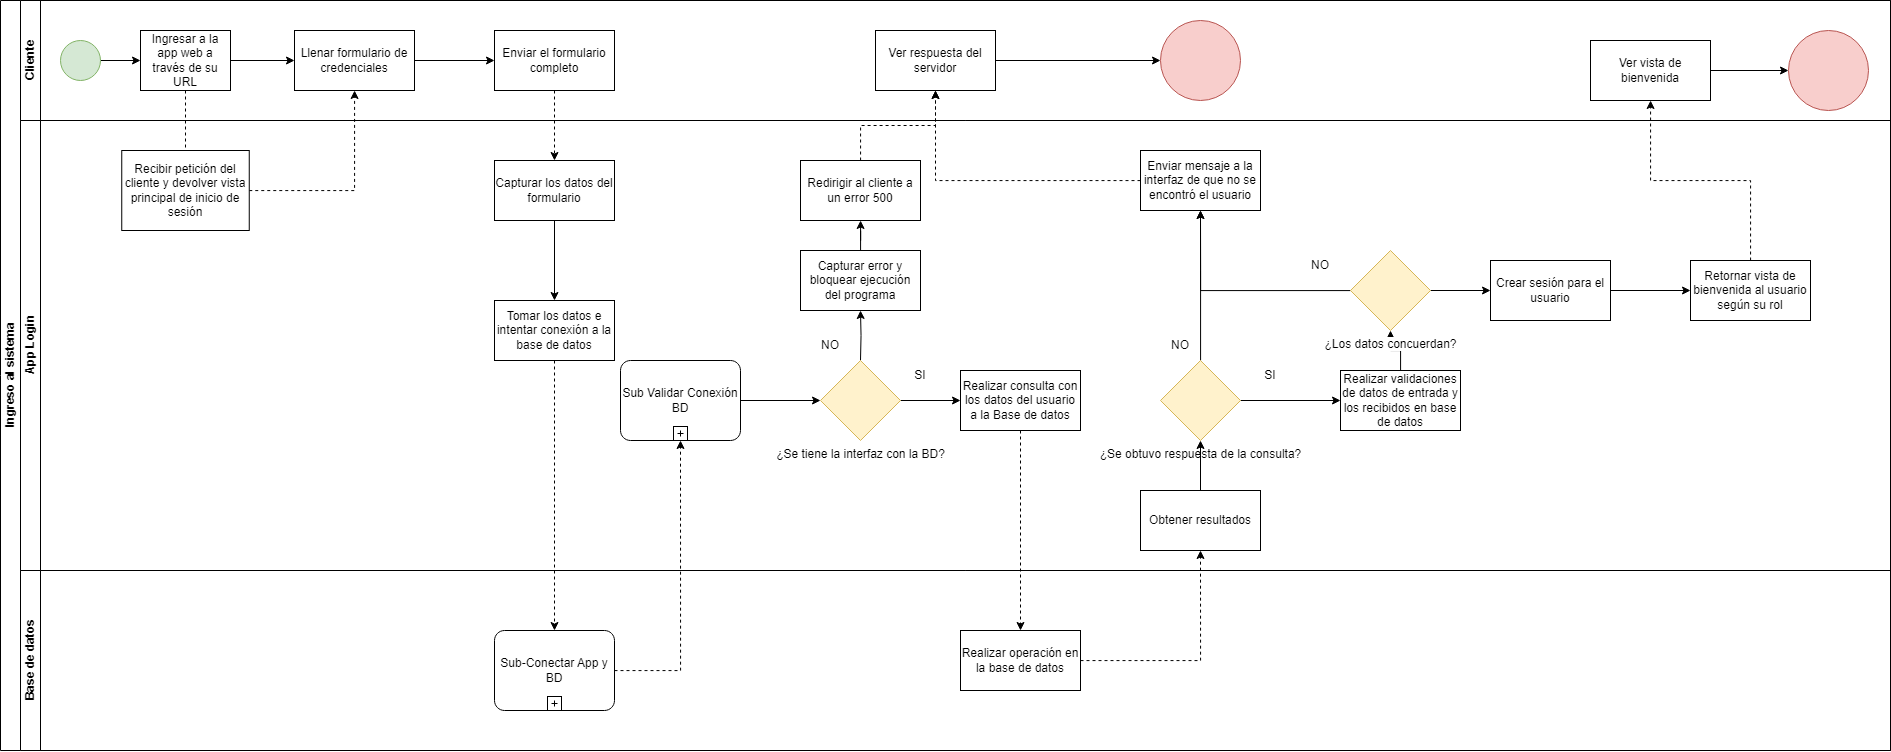 Ingreso al sistema
Cliente
Ingresar a la
app web a
través de su
URL
Llenar formulario de
credenciales
Enviar el formulario
completo
Ver respuesta del
servidor
Ver vista de
bienvenida
App Login
Recibir petición del
cliente y devolver vista
principal de inicio de
sesión
Capturar los datos del
formulario
Tomar los datos e
intentar conexión a la
base de datos
Sub Validar Conexión
BD
Redirigir al cliente a
un error 500
Capturar error y
bloquear ejecución
del programa
NO
SI
¿Se tiene la interfaz con la BD?
Realizar consulta con
los datos del usuario
a la Base de datos
Enviar mensaje a la
interfaz de que no se
encontró el usuario
NO
SI
¿Se obtuvo respuesta de la consulta?
Obtener resultados
NO
¿Los datos concuerdan?
Realizar validaciones
de datos de entrada y
los recibidos en base
de datos
Crear sesión para el
usuario
Retornar vista de
bienvenida al usuario
según su rol
Base de datos
Sub-Conectar App y
BD
Realizar operación en
la base de datos